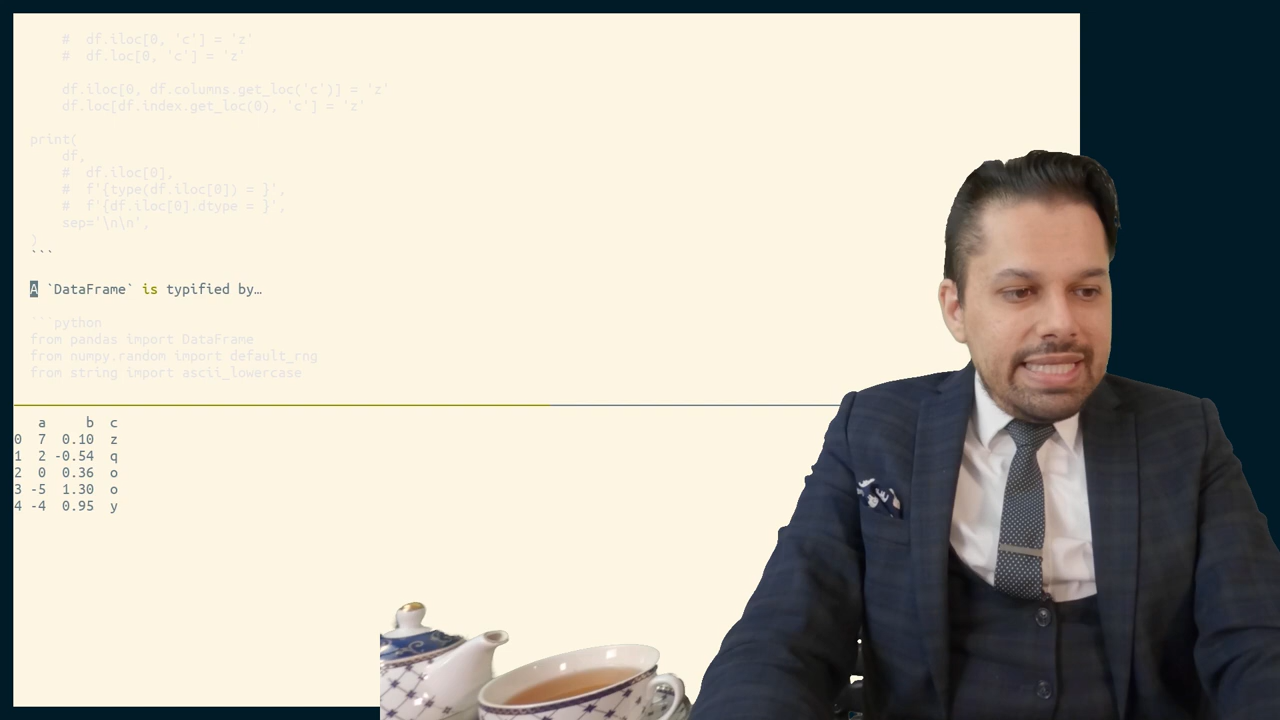 #  df.iloc[0, 'c'] = 'z'
#  df.loc[0, 'c'] = 'z'
df.iloc[0, df.columns.get_loc('c')] = 'z'
df.loc[df.index.get_loc(0), 'c'] = 'z'
print(
df,
#  df.iloc[0],
#  f'{type(df.iloc[0]) = }',
#  f'{df.iloc[0].dtype = }',
sep='\n\n',
)
```
A `DataFrame` is typified by…
```python
from pandas import DataFrame
from numpy.random import default_rng
from string import ascii_lowercase
a b c
0 7 0.10 z
1 2 -0.54 q
2 0 0.36 o
3 -5 1.30 o
4 -4 0.95 y